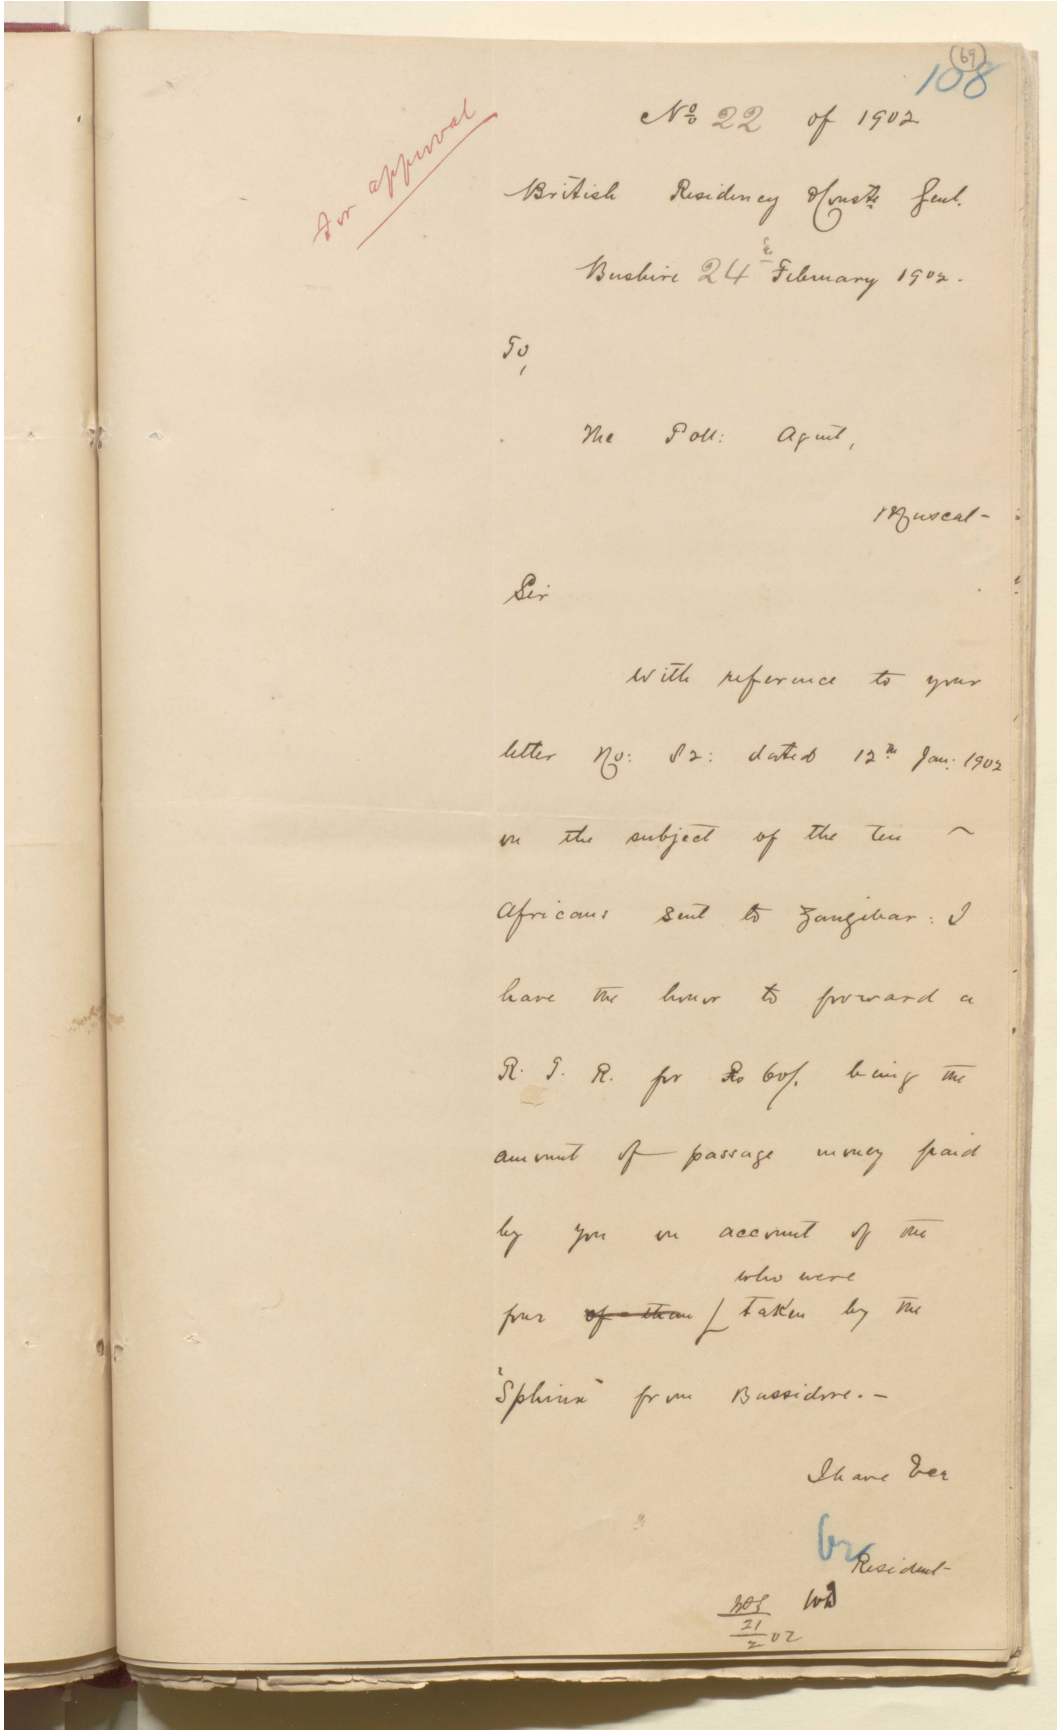 (69)
108
For approval
No 22 of 1902
British Residency & Conste Genl.
Bushire 24th February 1902.
To,
The Poll: Agent,
Muscat
Sir
With reference to your
letter No: 82: dated 12th Jan: 1902
on the subject of the ten
Africans sent to Zanzibar: I
have the honor to forward a
R. T. R. for Rs 60/. being the
amount of passage money paid
by you on account of the
who were
four of them taken by the
"Sphinx" from Bassidore. -
I have Etc
Resident
21
2 02